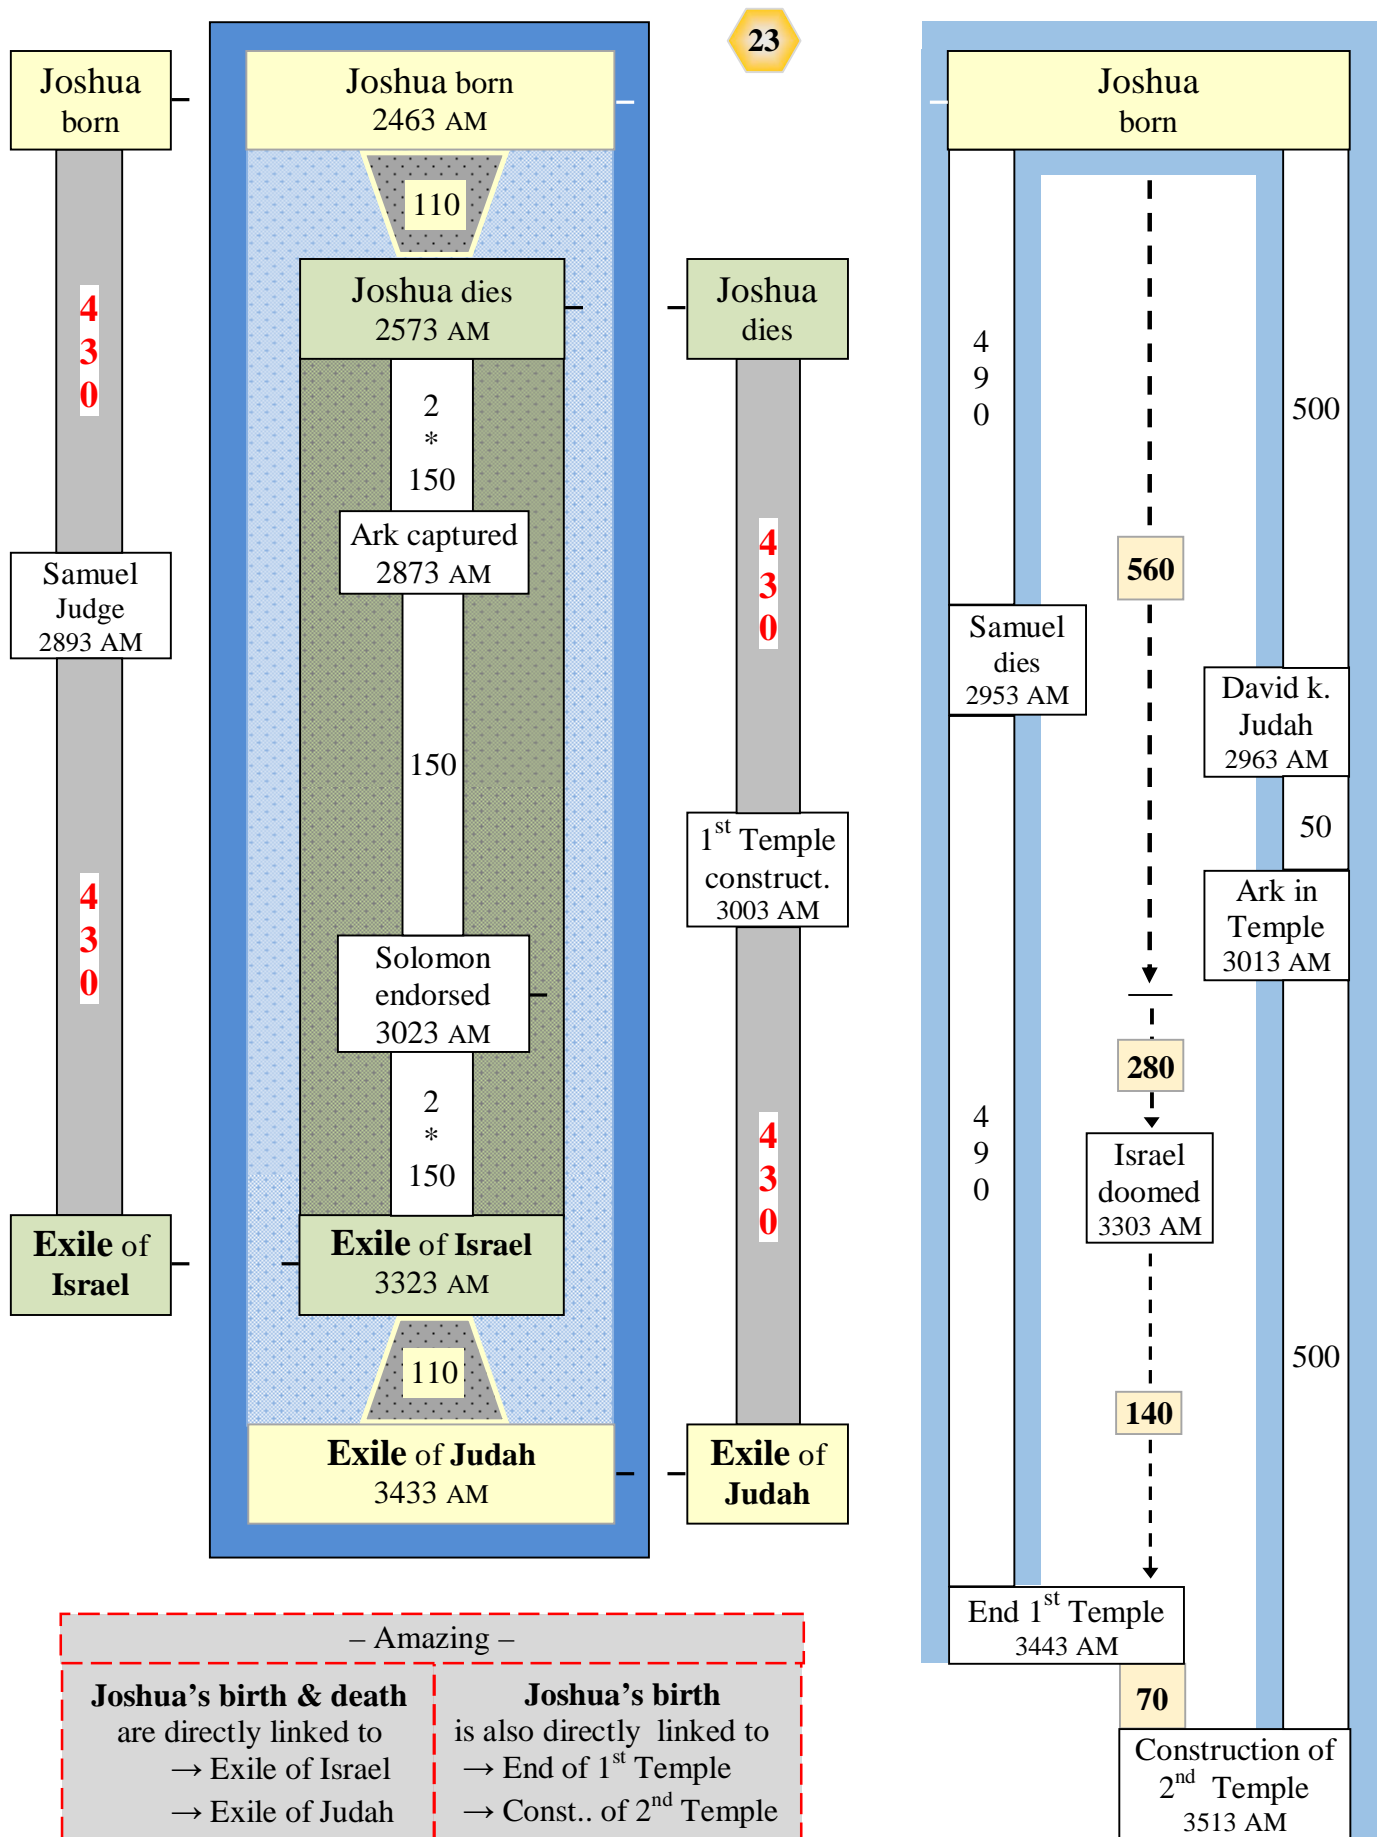 23
Joshua
born
4
3
0
Samuel
Judge
2893 AM
4
3
0
Exile of
Israel
Joshua born
2463 AM
110
Joshua dies
2573 AM
2
*
150
Ark captured
2873 AM
150
Solomon
endorsed
3023 AM
2
*
150
Exile of Israel
3323 AM
110
Exile of Judah
3433 AM
Joshua
dies
4
3
0
1st Temple
construct.
3003 AM
4
3
0
Exile of
Judah
Joshua
born
4
9
0
Samuel
dies
2953 AM
4
9
0
End 1st Temple
3443 AM
560
280
Israel
doomed
3303 AM
140
70
500
David k.
Judah
2963 AM
50
Ark in
Temple
3013 AM
500
Construction of
2nd Temple
3513 AM
– Amazing –
Joshua’s birth & death
are directly linked to
→ Exile of Israel
→ Exile of Judah
Joshua’s birth
is also directly linked to
→ End of 1st Temple
→ Const.. of 2nd Temple